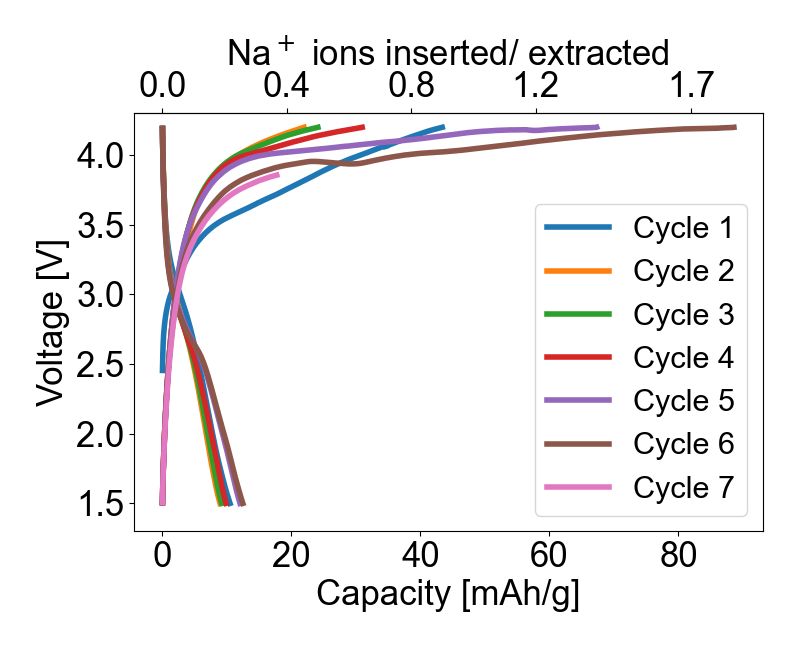 Na+ ions inserted/ extracted
0.0 0.4 0.8 1.2 1.7
4.0
3.5
3.0
2.5
2.0
1.5
Voltage [V]
Cycle 1
Cycle 2
Cycle 3
Cycle 4
Cycle 5
Cycle 6
Cycle 7
0 20 40 60 80
Capacity [mAh/g]